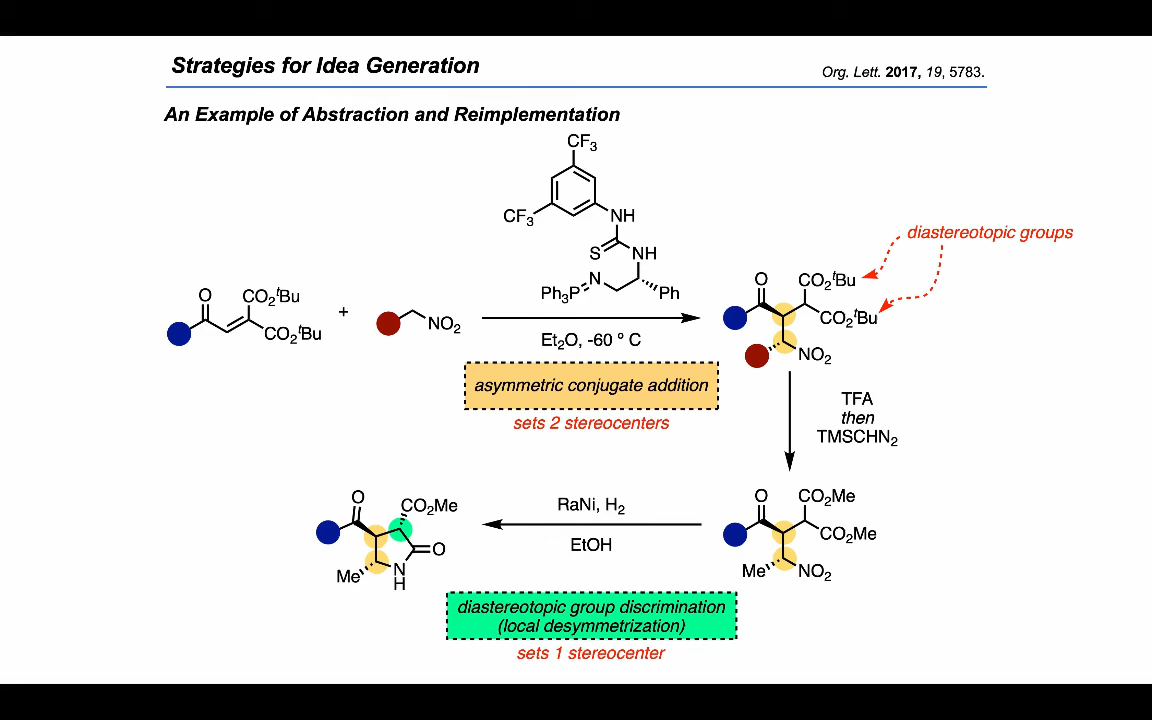 Strategies for Idea Generation
Org. Lett. 2017, 19, 5783.
An Example of Abstraction and Reimplementation
CF3
CF3
NH
S
NH
N
Ph3P
Ph
diastereotopic groups
O
CO2tBu
CO2tBu
+
NO2
Et2O, -60 º C
O
CO2tBu
CO2tBu
NO2
asymmetric conjugate addition
sets 2 stereocenters
TFA
then
TMSCHN2
O
CO2Me
N
H
O
Me
RaNi, H2
EtOH
O
CO2Me
CO2Me
Me
NO2
diastereotopic group discrimination
(local desymmetrization)
sets 1 stereocenter